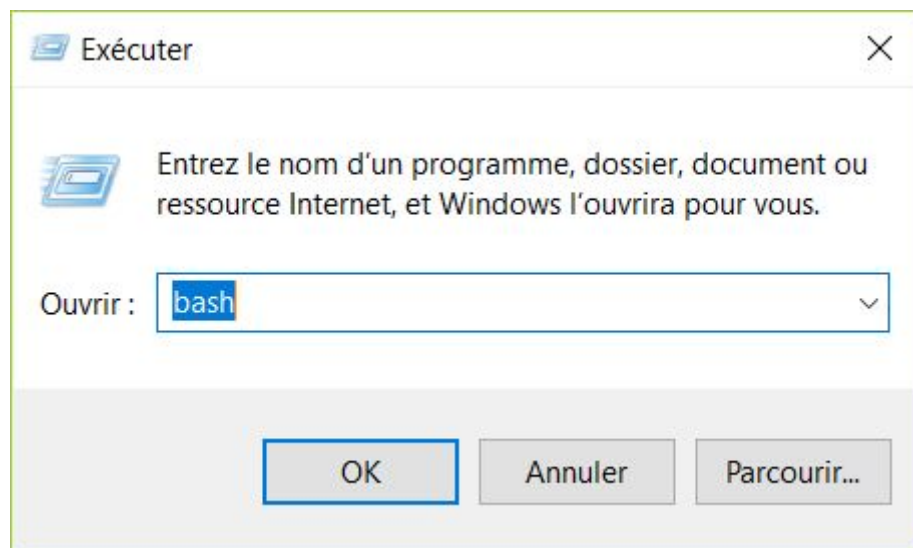 Exécuter
Entrez le nom d'un programme, dossier, document ou
ressource Internet, et Windows l'ouvrira pour vous.
Ouvrir : bash
OK Annuler Parcourir...